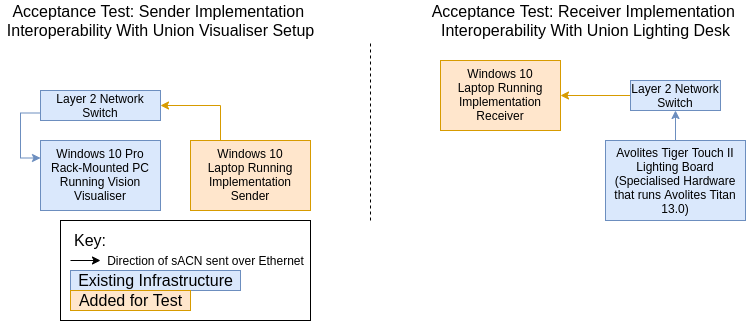 Acceptance Test: Sender Implementation
Interoperability With Union Visualiser Setup
Layer 2 Network
Switch
Windows 10 Pro
Rack-Mounted PC
Running Vision
Visualiser
Windows 10
Laptop Running
Implementation
Sender
Key:
Direction of sACN sent over Ethernet
Existing Infrastructure
Added for Test
Acceptance Test: Receiver Implementation
Interoperability With Union Lighting Desk
Windows 10
Laptop Running
Implementation
Receiver
Layer 2 Network
Switch
Avolites Tiger Touch II
Lighting Board
(Specialised Hardware
that runs Avolites Titan
13.0)